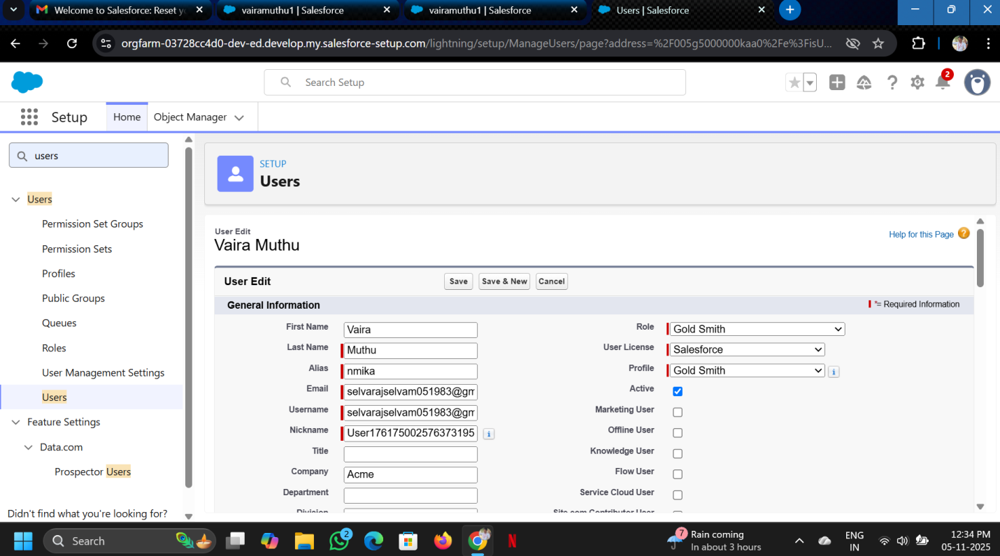 Welcome to Salesforce: Reset yo
vairamuthu1 | Salesforce
vairamuthu1 | Salesforce
Users | Salesforce
orgfarm-03728cc4d0-dev-ed.develop.my.salesforce-setup.com/lightning/setup/ManageUsers/page?address=%2F005g5000000kaa0%2Fe%3FisU...
Search Setup
2
Setup
Home
Object Manager
users
Users
Permission Set Groups
Permission Sets
Profiles
Public Groups
Queues
Roles
User Management Settings
Users
Feature Settings
Data.com
Prospector Users
Didn't find what you're looking for?
SETUP
Users
User Edit
Vaira Muthu
Help for this Page
User Edit
Save
Save & New
Cancel
General Information
*= Required Information
First Name Vaira
Last Name Muthu
Alias nmika
Email selvarajselvam051983@gm
Username selvarajselvam051983@gm
Nickname User176175002576373195
Title
Company Acme
Department
Division
Role Gold Smith
User License Salesforce
Profile Gold Smith
Active
Marketing User
Offline User
Knowledge User
Flow User
Service Cloud User
Site.com Contributor User
Search
2
7
Rain coming
In about 3 hours
ENG
IN
12:34 PM
05-11-2025